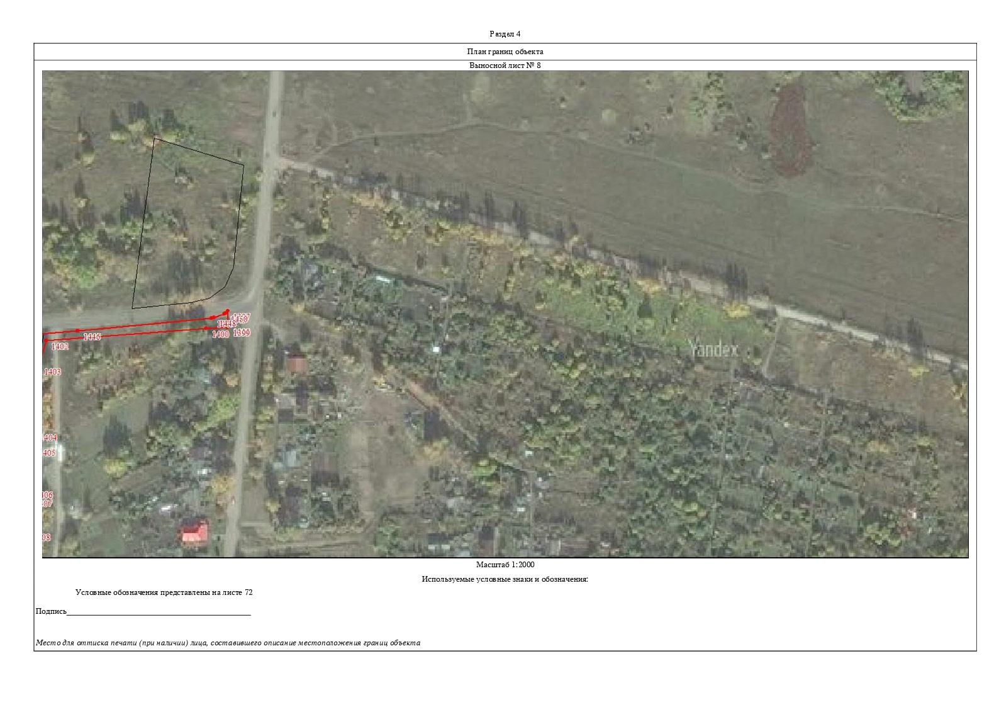 Раздел 4
План границ объекта
Выносной лист № 8
1448
1400
1446
1402
1403
Yandex
Масштаб 1:2000
Используемые условные знаки и обозначения:
Условные обозначения представлены на листе 72
Подпись
Место для оттиска печати (при наличии) лица, составившего описание местоположения границ объекта